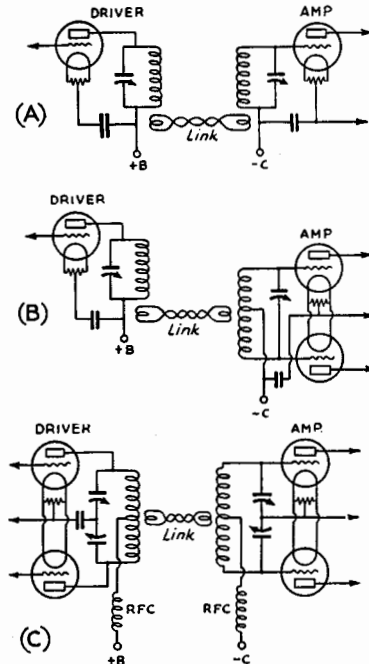 DRIVER AMP
(A)
Link
+B -C
DRIVER
AMP
(B)
Link
+B
-C
DRIVER AMP.
(C)
Link
RFC RFC
+B -C